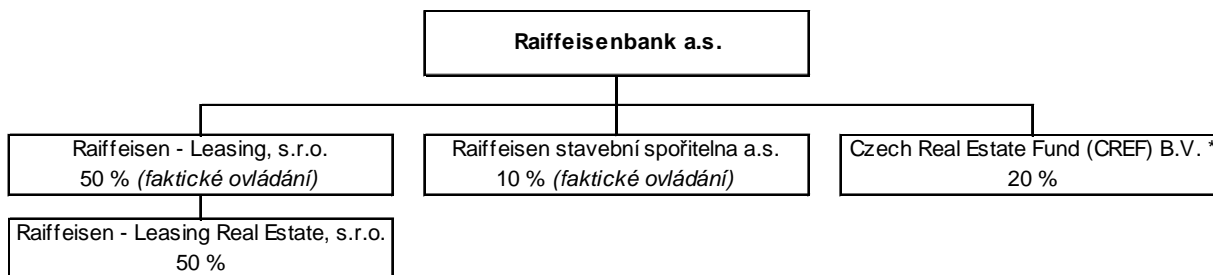 Raiffeisenbank a.s.
Raiffeisen - Leasing, s.r.o.
50 % (faktické ovládání)
Raiffeisen stavební spořitelna a.s.
10 % (faktické ovládání)
Czech Real Estate Fund (CREF) B.V. *
20 %
Raiffeisen - Leasing Real Estate, s.r.o.
50 %